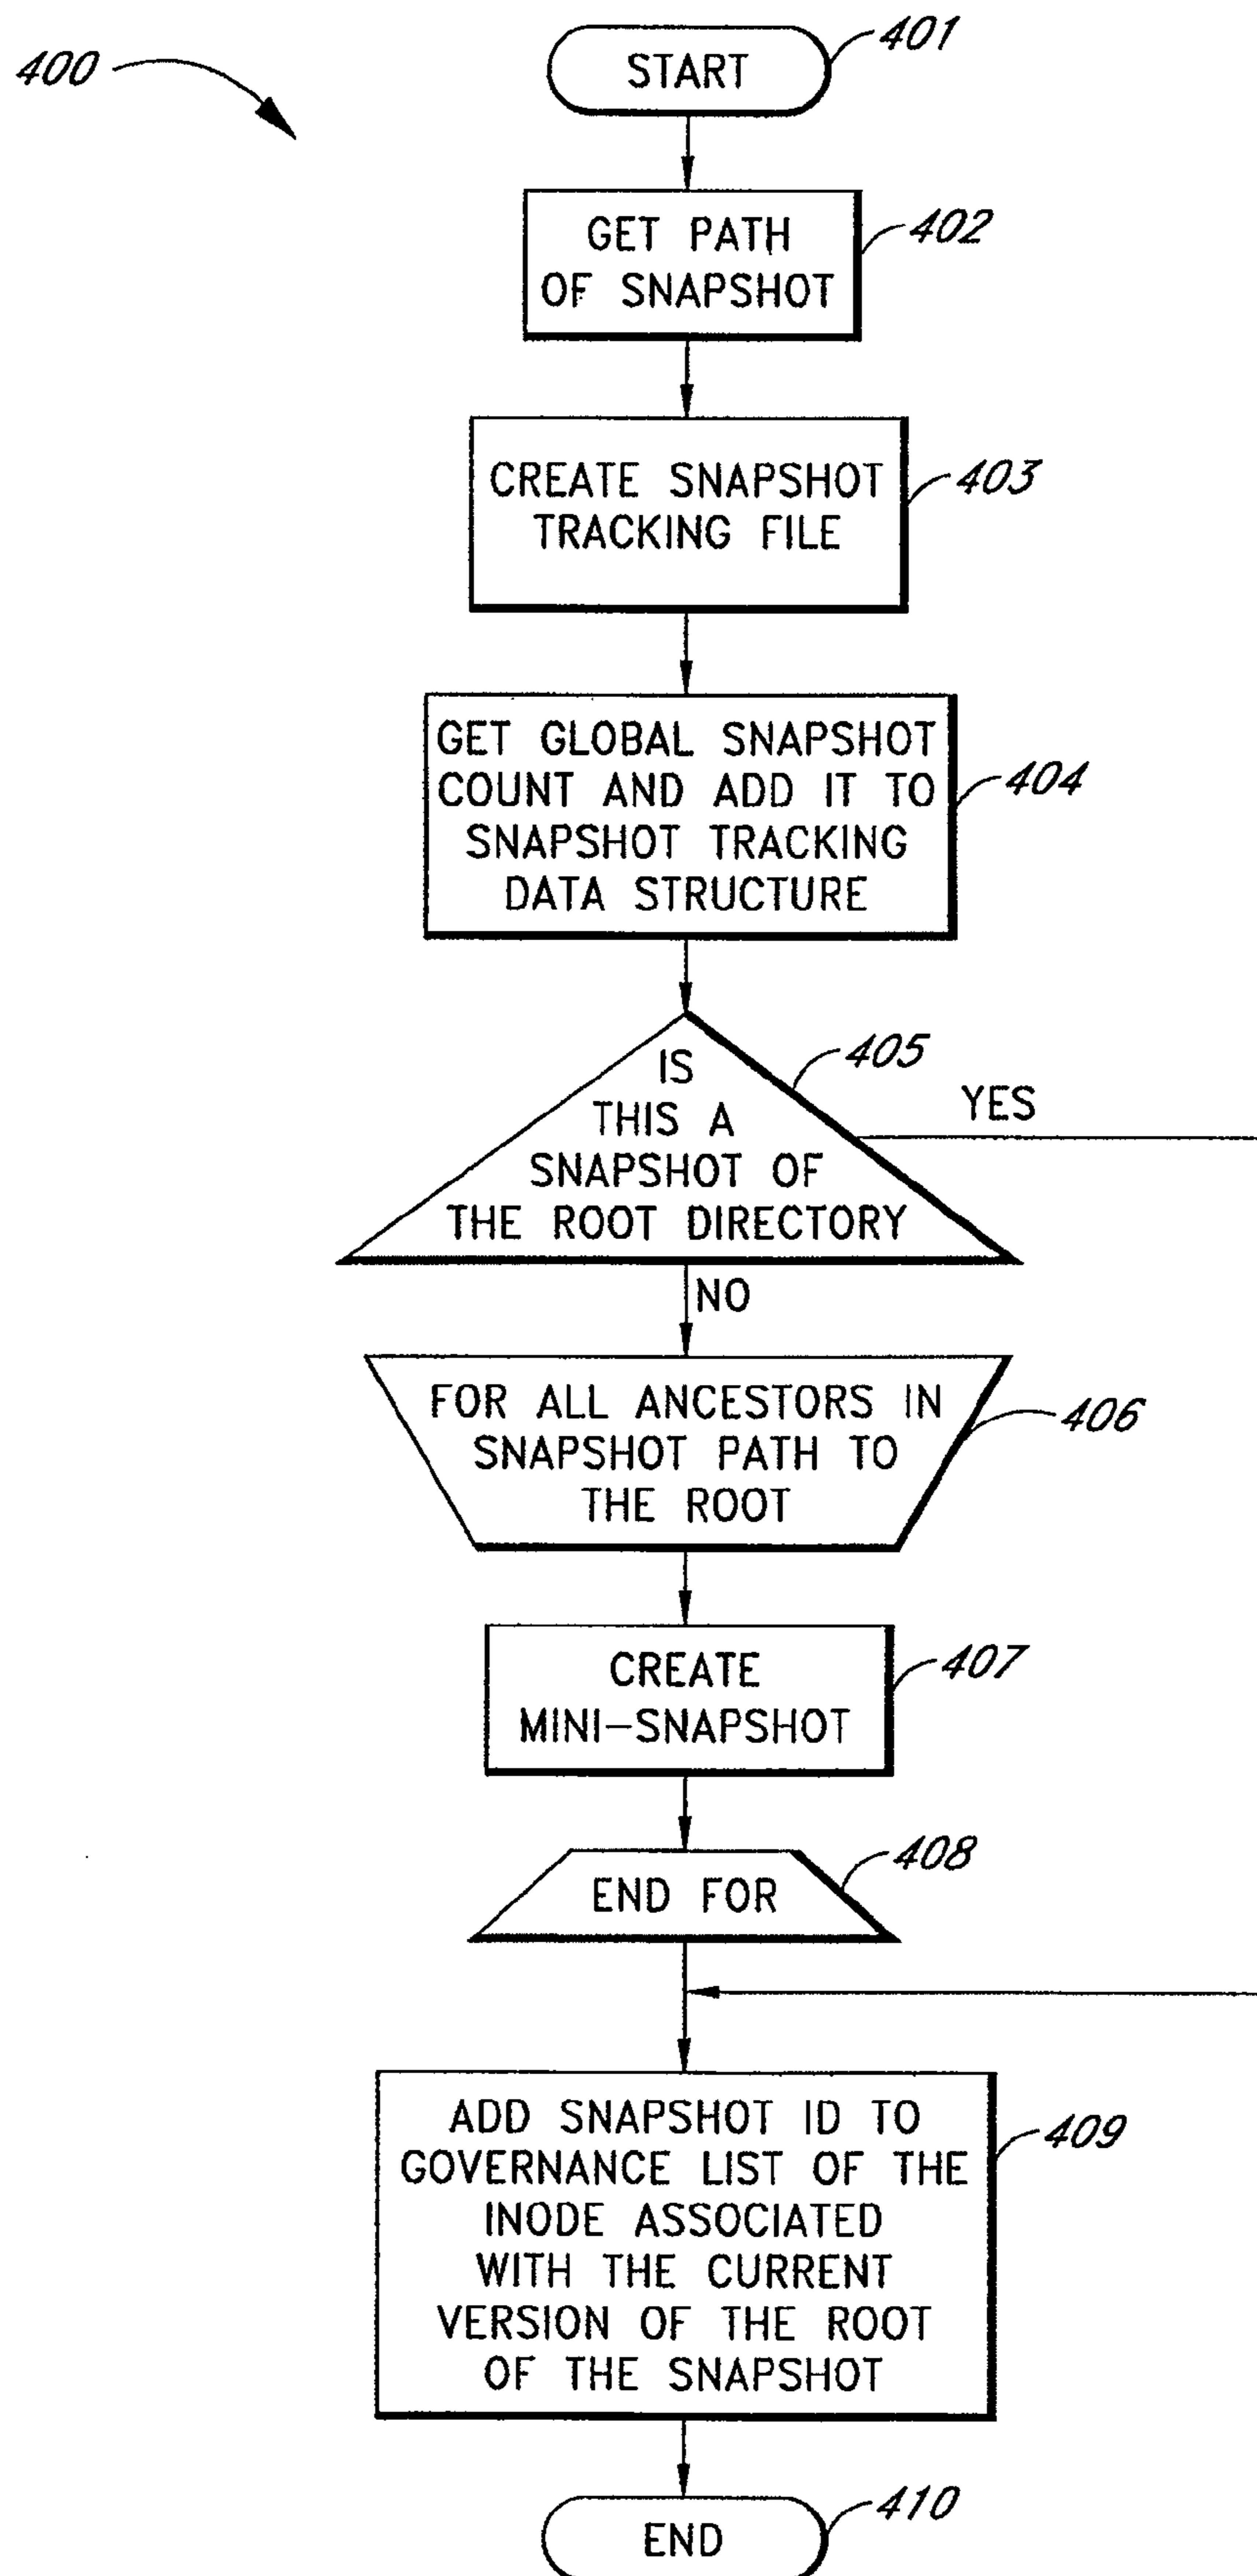 400
START
401
GET PATH
OF SNAPSHOT
402
CREATE SNAPSHOT
TRACKING FILE
403
GET GLOBAL SNAPSHOT
COUNT AND ADD IT TO
SNAPSHOT TRACKING
DATA STRUCTURE
404
IS
THIS A
SNAPSHOT OF
THE ROOT DIRECTORY
405
YES
NO
FOR ALL ANCESTORS IN
SNAPSHOT PATH TO
THE ROOT
406
CREATE
MINI-SNAPSHOT
407
END FOR
408
ADD SNAPSHOT ID TO
GOVERNANCE LIST OF THE
INODE ASSOCIATED
WITH THE CURRENT
VERSION OF THE ROOT
OF THE SNAPSHOT
409
END
410